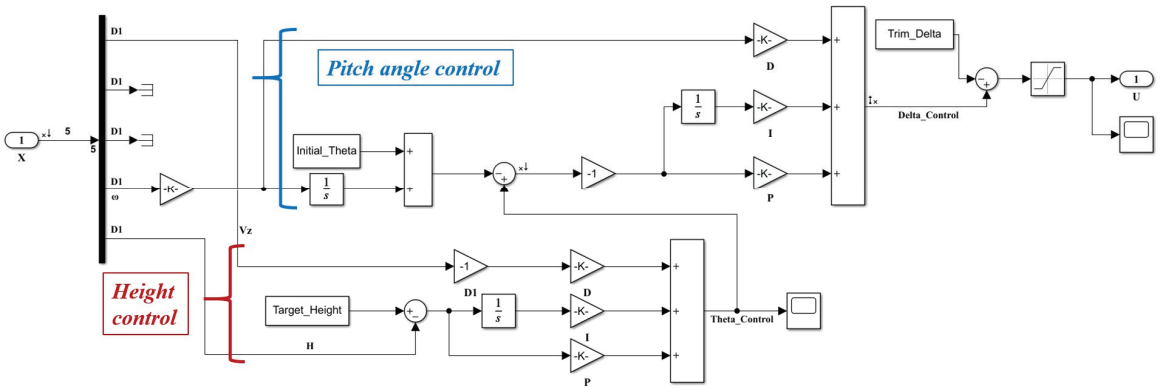 D1
Pitch angle control
-K-
D
+
Trim_Delta
D1
1
X
5
5
D1
Initial_Theta
+
+
1
s
-K-
I
+
Delta_Control
1
U
D1
ω
-K-
1
s
+
-1
-K-
P
+
D1
Vz
Height
control
-1
D1
-K-
D
+
Target_Height
+
1
s
-K-
I
+
Theta_Control
H
-K-
P
+